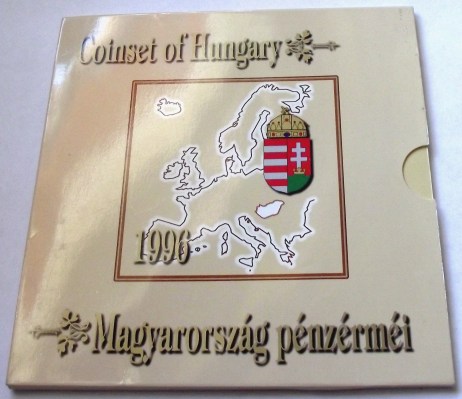 Coinset of Hungary
1996
Magyarország pénzérméi